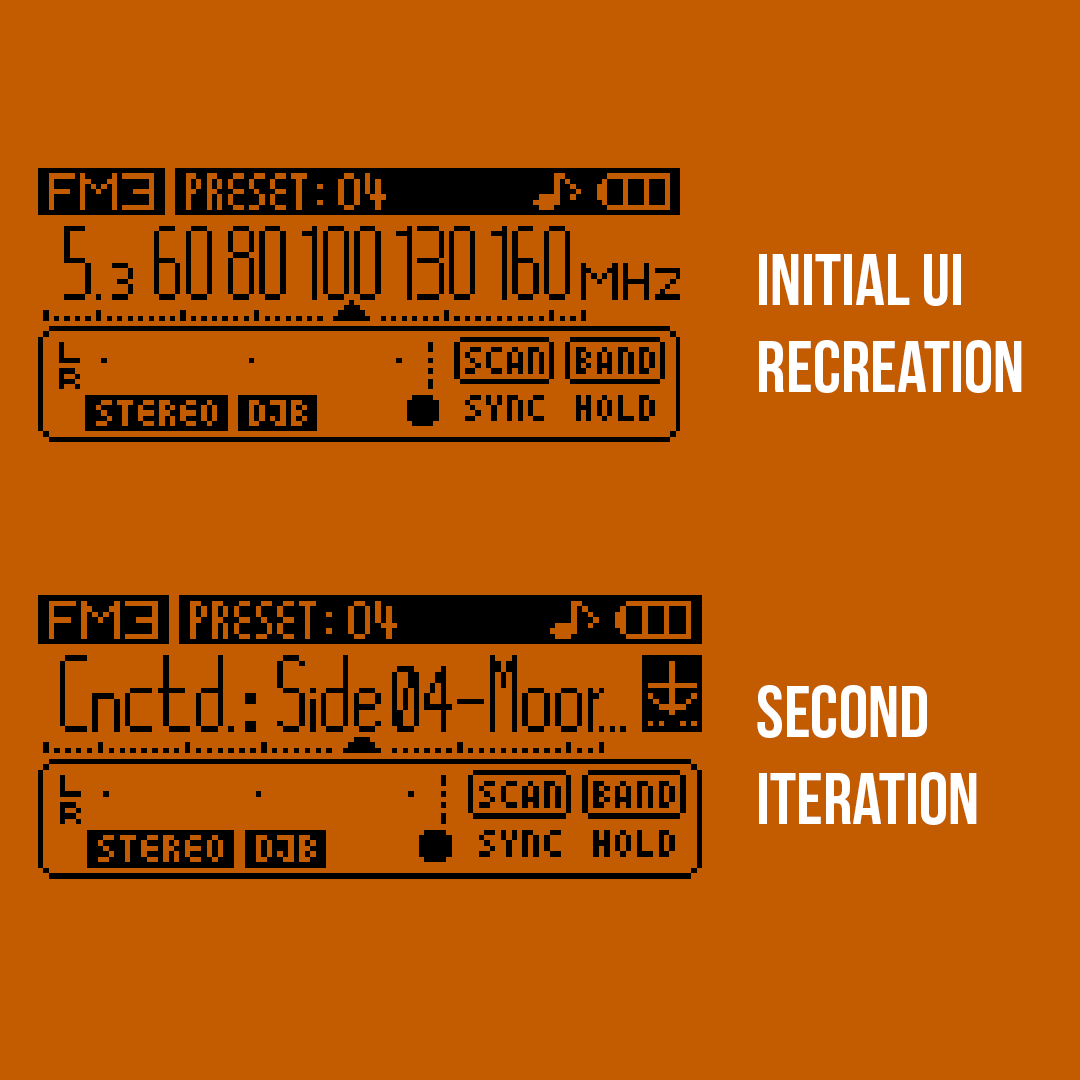 FM3 PRESET: 04
5.3 60 80 100 130 160 MHz
L SCAN BAND
R
STEREO DJB SYNC HOLD
INITIAL UI
RECREATION
FM3 PRESET: 04
Cnctd.: Side04-Moor...
L SCAN BAND
R
STEREO DJB SYNC HOLD
SECOND
ITERATION